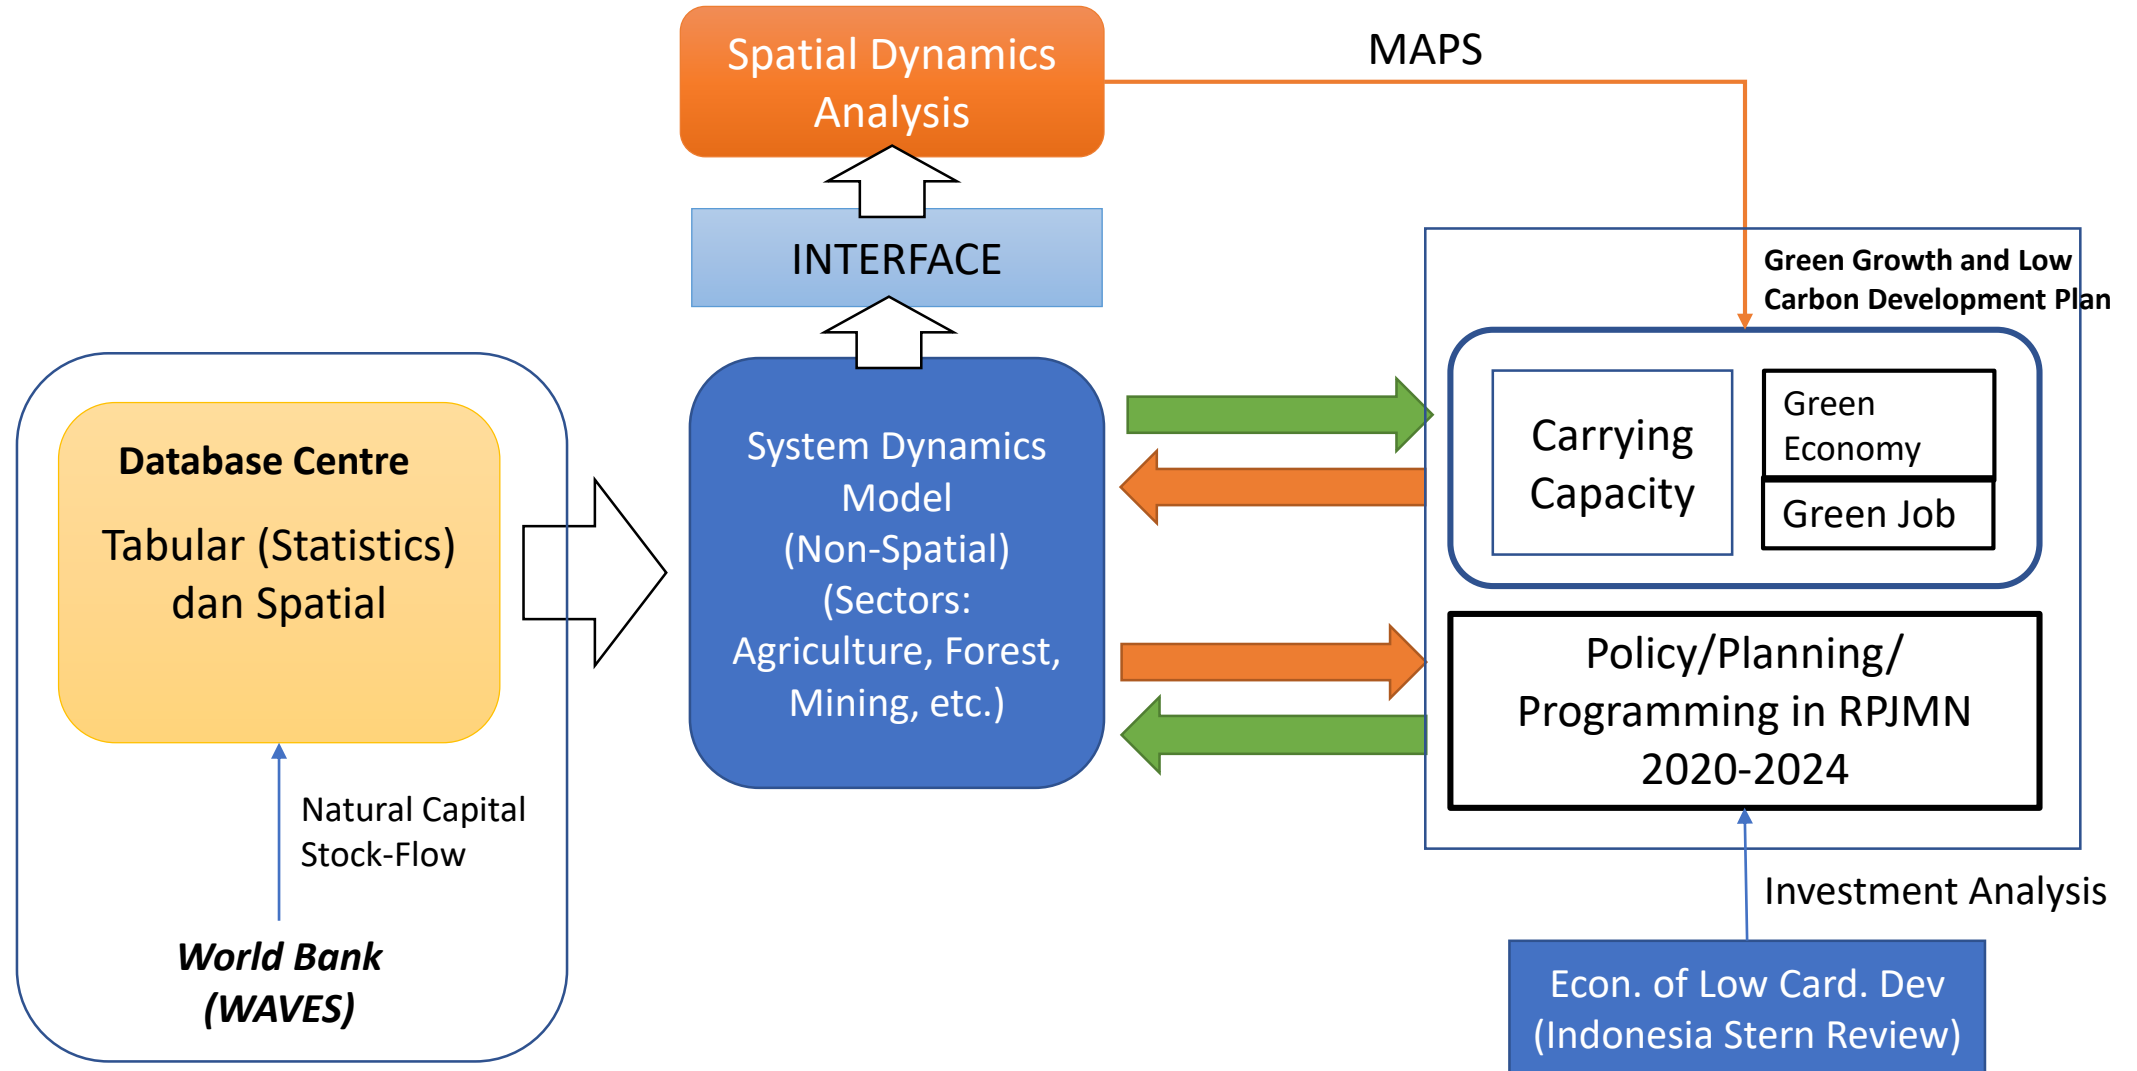 Spatial Dynamics
Analysis
MAPS
INTERFACE
Green Growth and Low
Carbon Development Plan
Database Centre
Tabular (Statistics)
dan Spatial
Natural Capital
Stock-Flow
World Bank
(WAVES)
System Dynamics
Model
(Non-Spatial)
(Sectors:
Agriculture, Forest,
Mining, etc.)
Carrying
Capacity
Green
Economy
Green Job
Policy/Planning/
Programming in RPJMN
2020-2024
Investment Analysis
Econ. of Low Card. Dev
(Indonesia Stern Review)